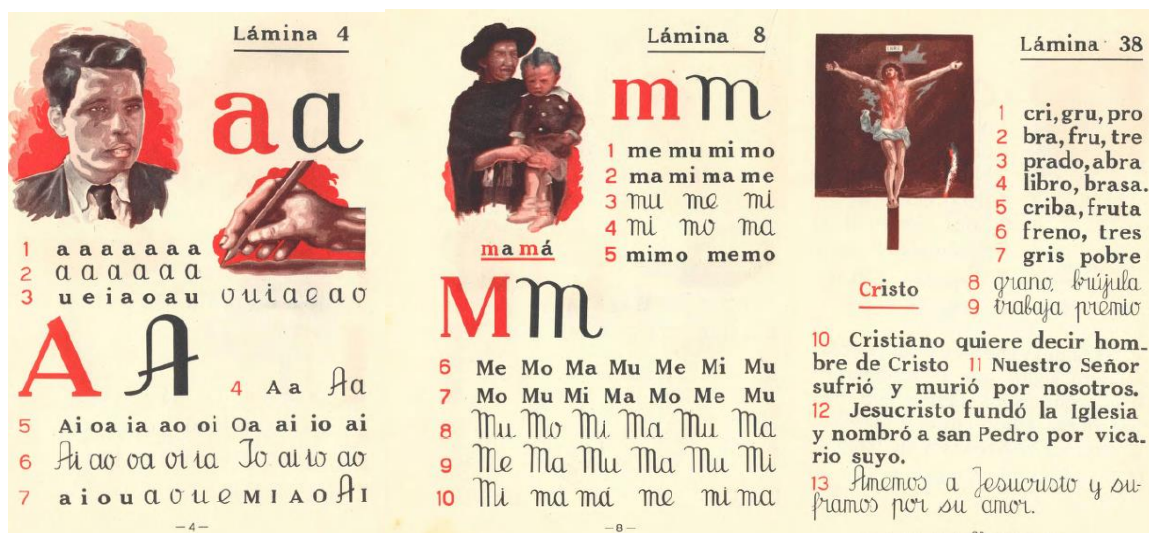 Lámina 4
a a
1 a a a a a a a
2 a a a a a a
3 u e i a o a u o u i a e a o
A A
4 A a A a
5 Ai oa ia ao oi Oa ai io ai
6 Ai ao oa oi ia Io ai io ao
7 a i o u a o u e M I A O A I
—4—
Lámina 8
m m
1 me mu mi mo
2 ma mi ma me
3 mu me mi
4 mi mo ma
mamá
5 mimo memo
M m
6 Me Mo Ma Mu Me Mi Mu
7 Mo Mu Mi Ma Mo Me Mu
8 Mu Mo Mi Ma Mu Ma
9 Me Ma Mu Ma Mu Mi
10 Mi ma má me mi ma
—8—
Lámina 38
1 cri, gru, pro
2 bra, fru, tre
3 prado, abra
4 libro, brasa.
5 criba, fruta
6 freno, tres
7 gris pobre
Cristo
8 grano, brújula
9 trabaja premio
10 Cristiano quiere decir hom-
bre de Cristo 11 Nuestro Señor
sufrió y murió por nosotros.
12 Jesucristo fundó la Iglesia
y nombró a san Pedro por vica-
rio suyo.
13 Amemos a Jesucristo y su-
framos por su amor.